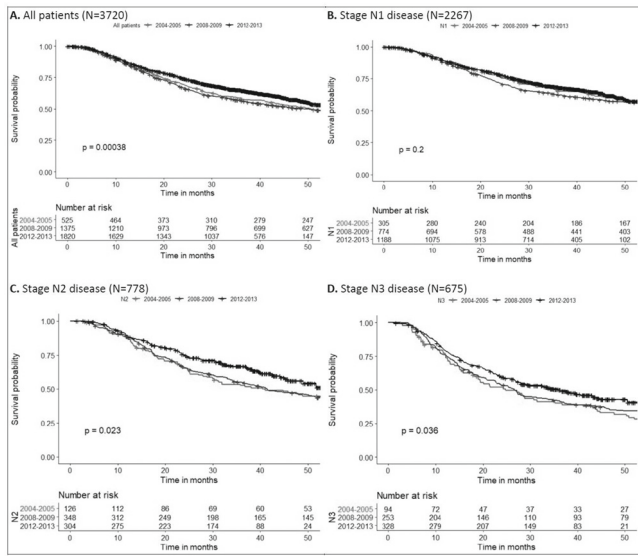 A. All patients (N=3720)
All patients 2004-2005 2008-2009 2012-2013
1.00
0.75
0.50
0.25
0.00
Survival probability
p = 0.00038
0 10 20 30 40 50
Time in months
Number at risk
All patients
2004-2005 525 464 373 310 279 247
2008-2009 1375 1210 973 796 699 627
2012-2013 1820 1629 1343 1037 576 147
0 10 20 30 40 50
Time in months
B. Stage N1 disease (N=2267)
N1 2004-2005 2008-2009 2012-2013
1.00
0.75
0.50
0.25
0.00
Survival probability
p = 0.2
0 10 20 30 40 50
Time in months
Number at risk
N1
2004-2005 305 280 240 204 186 167
2008-2009 774 694 578 488 441 403
2012-2013 1188 1075 913 714 405 102
0 10 20 30 40 50
Time in months
C. Stage N2 disease (N=778)
N2 2004-2005 2008-2009 2012-2013
1.00
0.75
0.50
0.25
0.00
Survival probability
p = 0.023
0 10 20 30 40 50
Time in months
Number at risk
N2
2004-2005 126 112 86 69 60 53
2008-2009 348 312 249 198 165 145
2012-2013 304 275 223 174 88 24
0 10 20 30 40 50
Time in months
D. Stage N3 disease (N=675)
N3 2004-2005 2008-2009 2012-2013
1.00
0.75
0.50
0.25
0.00
Survival probability
p = 0.036
0 10 20 30 40 50
Time in months
Number at risk
N3
2004-2005 94 72 47 37 33 27
2008-2009 253 204 146 110 93 79
2012-2013 328 279 207 149 83 21
0 10 20 30 40 50
Time in months